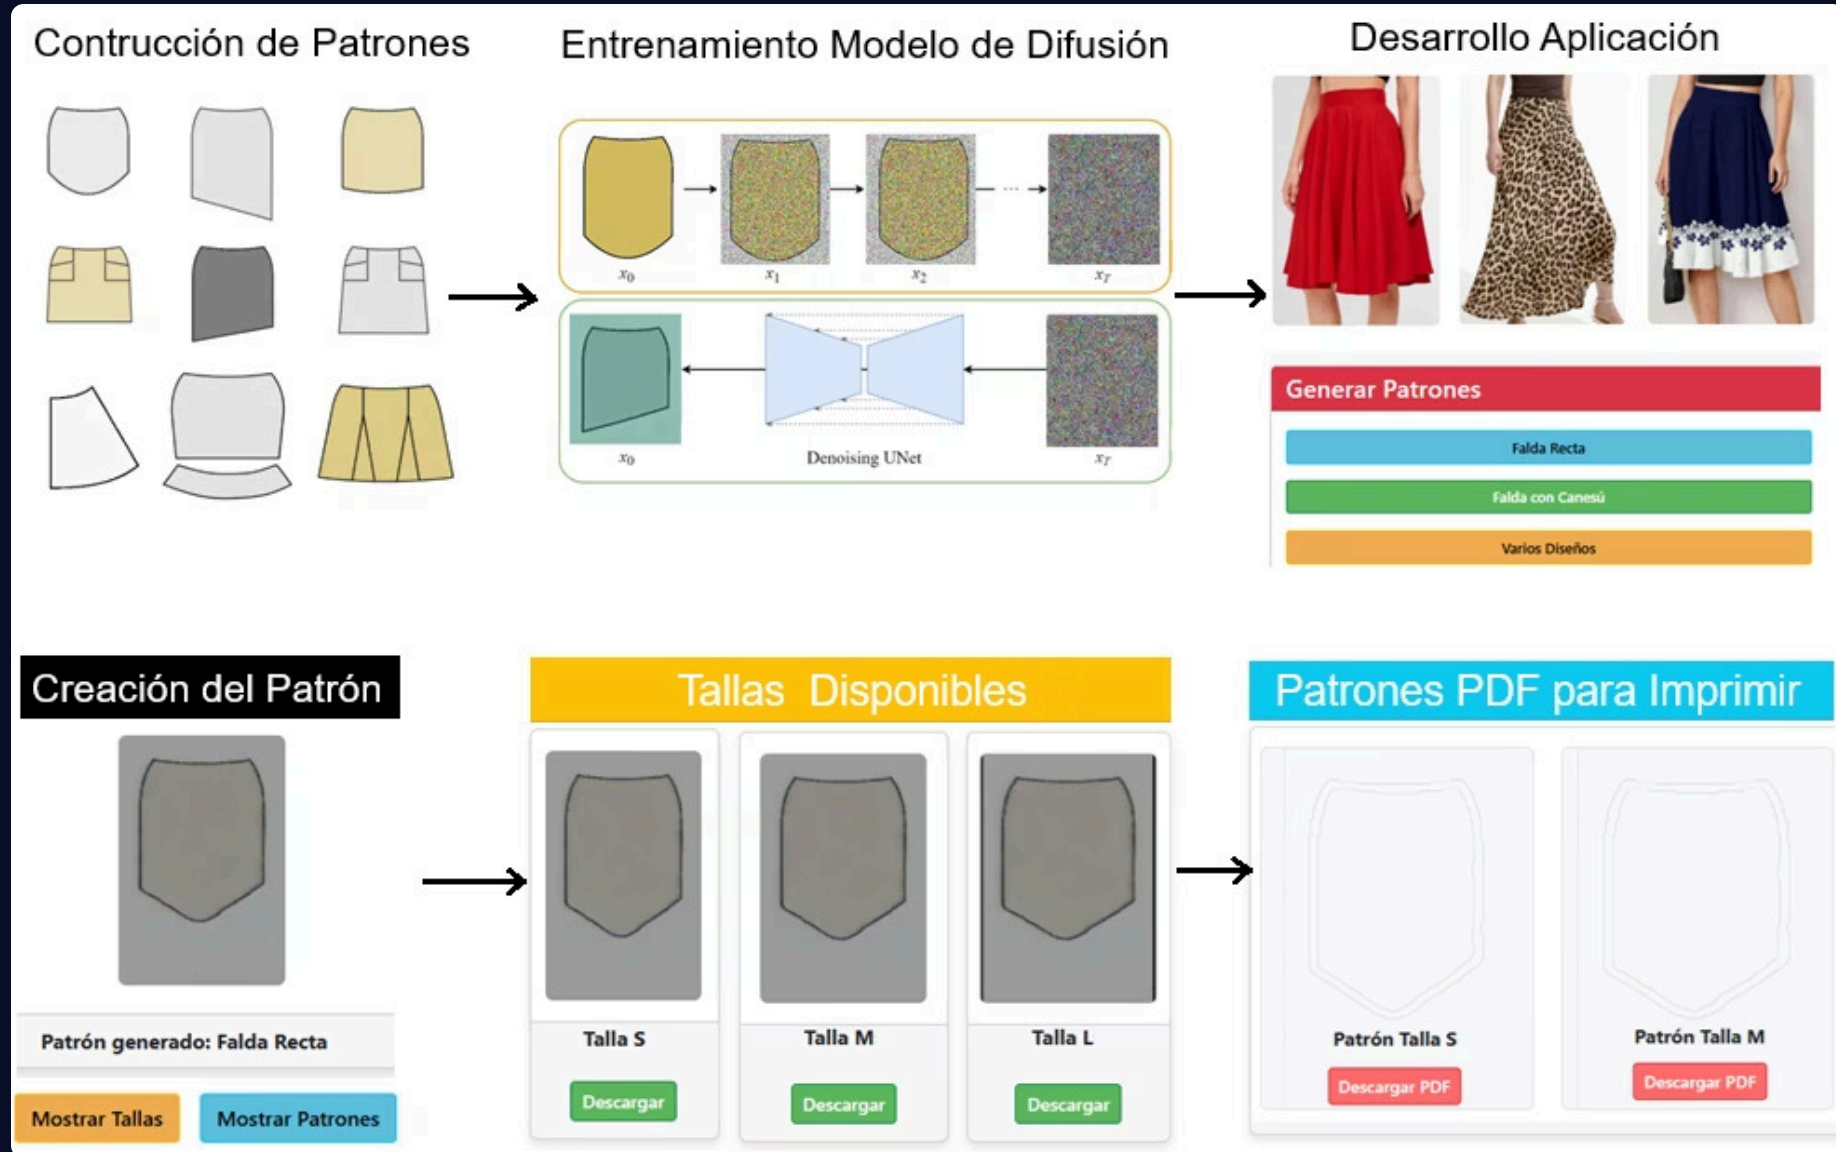 Contrucción de Patrones
Entrenamiento Modelo de Difusión
Desarrollo Aplicación
x₀
x₁
x₂
...
x_T
x₀
Denoising UNet
x_T
Generar Patrones
Falda Recta
Falda con Canesú
Varios Diseños
Creación del Patrón
Patrón generado: Falda Recta
Mostrar Tallas
Mostrar Patrones
Tallas Disponibles
Talla S
Descargar
Talla M
Descargar
Talla L
Descargar
Patrones PDF para Imprimir
Patrón Talla S
Descargar PDF
Patrón Talla M
Descargar PDF